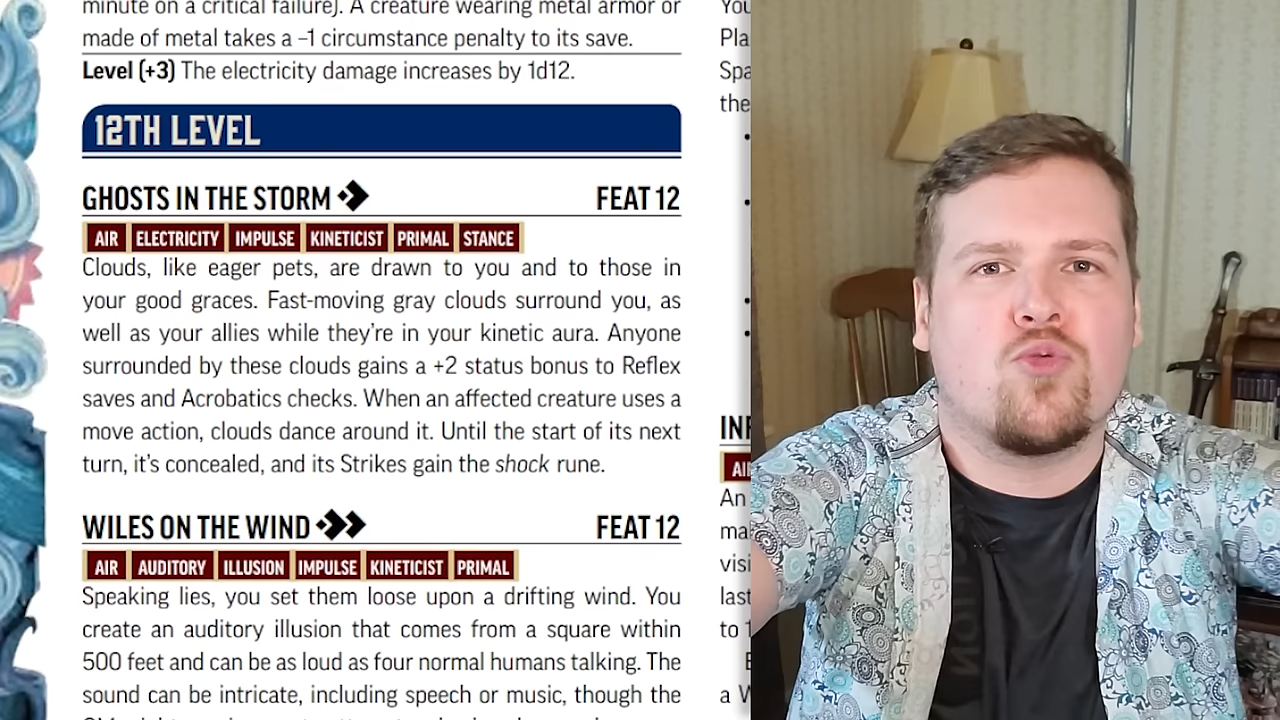 minute on a critical failure). A creature wearing metal armor or
made of metal takes a –1 circumstance penalty to its save.
Level (+3) The electricity damage increases by 1d12.
12TH LEVEL
GHOSTS IN THE STORM FEAT 12
AIR ELECTRICITY IMPULSE KINETICIST PRIMAL STANCE
Clouds, like eager pets, are drawn to you and to those in
your good graces. Fast-moving gray clouds surround you, as
well as your allies while they're in your kinetic aura. Anyone
surrounded by these clouds gains a +2 status bonus to Reflex
saves and Acrobatics checks. When an affected creature uses a
move action, clouds dance around it. Until the start of its next
turn, it's concealed, and its Strikes gain the shock rune.
WILES ON THE WIND FEAT 12
AIR AUDITORY ILLUSION IMPULSE KINETICIST PRIMAL
Speaking lies, you set them loose upon a drifting wind. You
create an auditory illusion that comes from a square within
500 feet and can be as loud as four normal humans talking. The
sound can be intricate, including speech or music, though the
You
the
An
last
to 1
a W